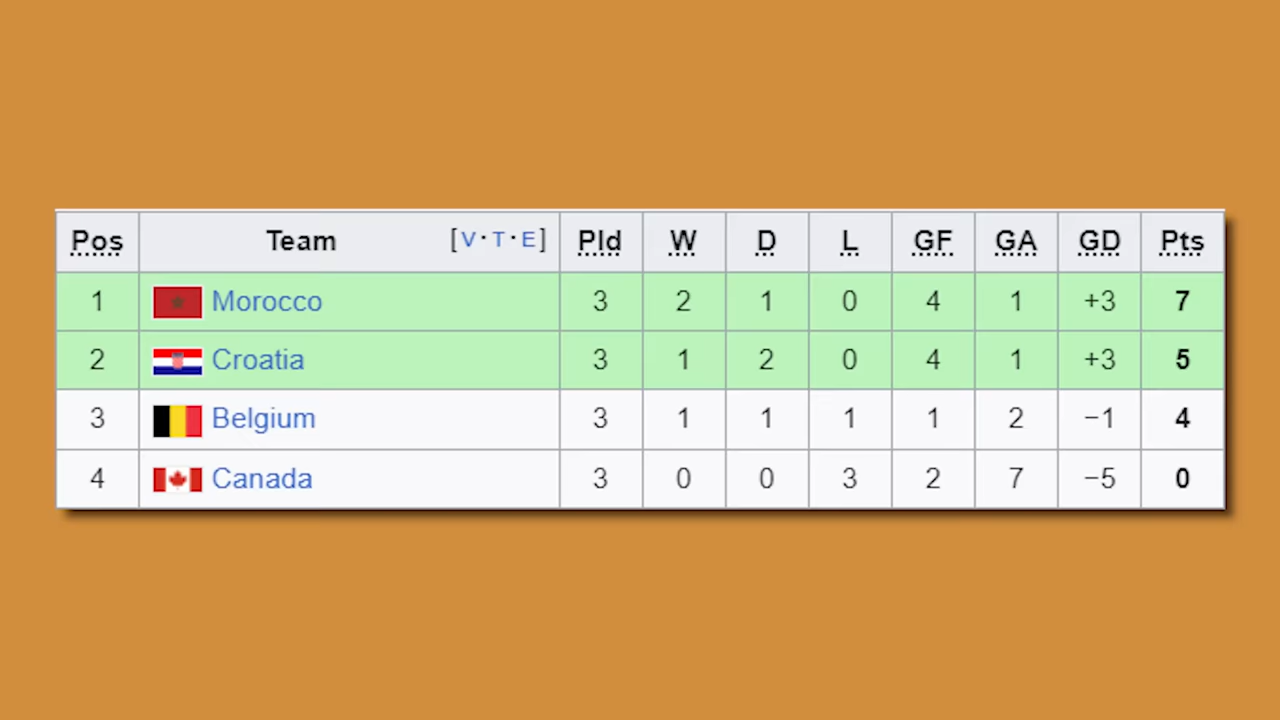 Pos Team [V·T·E] Pld W D L GF GA GD Pts
1 Morocco 3 2 1 0 4 1 +3 7
2 Croatia 3 1 2 0 4 1 +3 5
3 Belgium 3 1 1 1 1 2 −1 4
4 Canada 3 0 0 3 2 7 −5 0